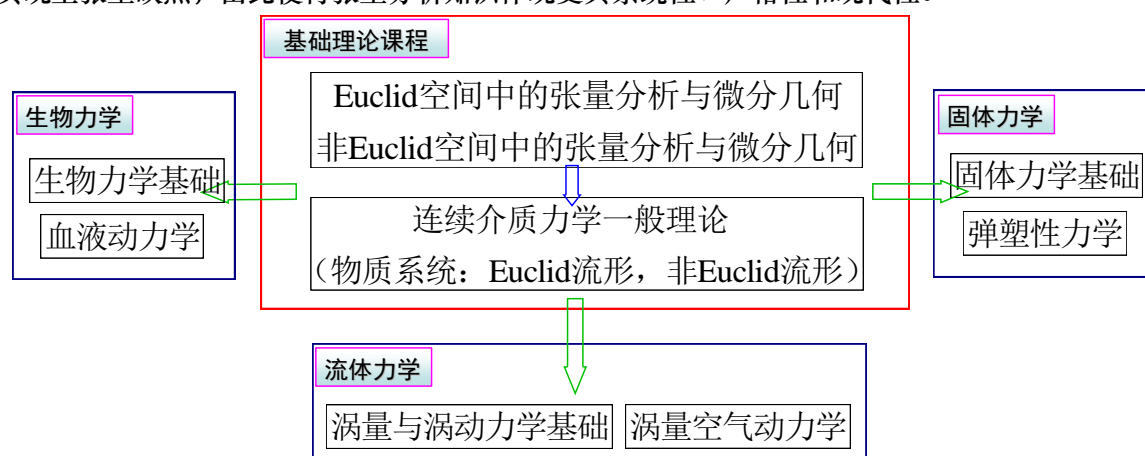 基础理论课程
Euclid空间中的张量分析与微分几何
非Euclid空间中的张量分析与微分几何
连续介质力学一般理论
(物质系统:Euclid流形,非Euclid流形)
生物力学
生物力学基础
血液动力学
固体力学
固体力学基础
弹塑性力学
流体力学
涡量与涡动力学基础
涡量空气动力学